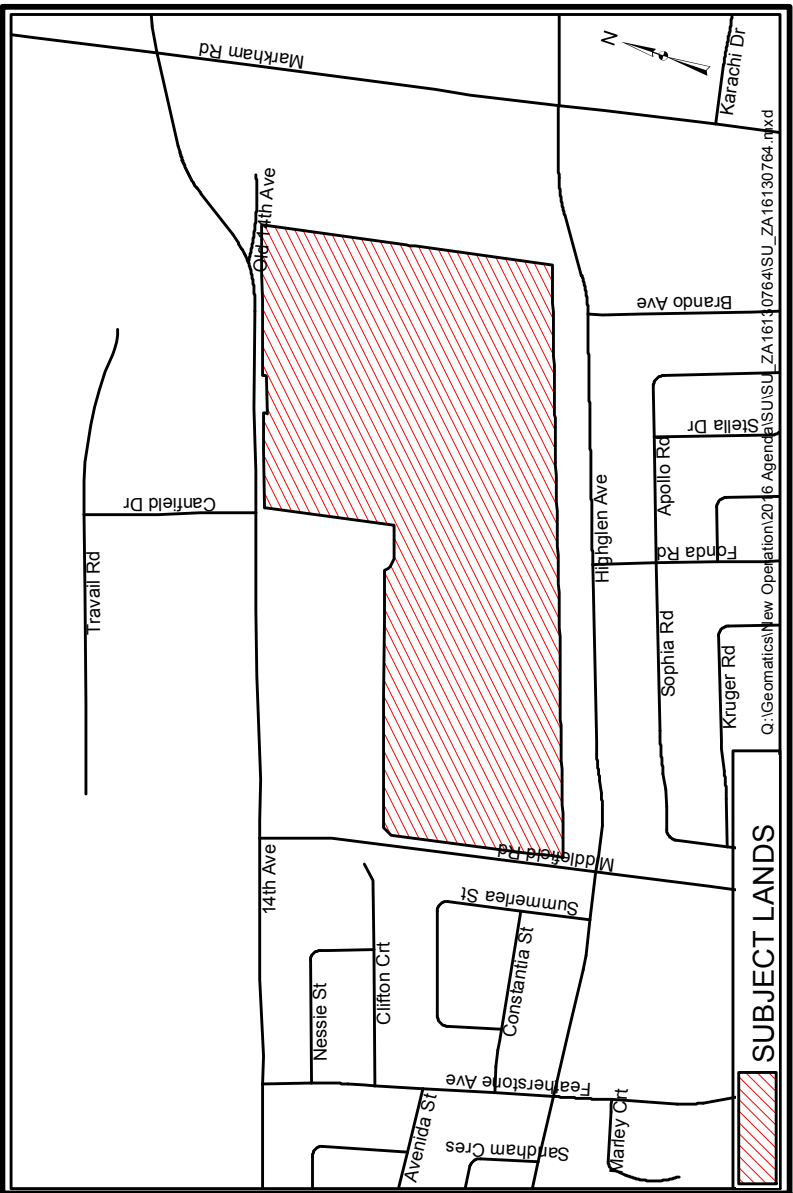 Markham Rd
N
Karachi Dr
Old 14th Ave
Brando Ave
Stella Dr
Apollo Rd
Canfield Dr
Travail Rd
Highglen Ave
Fonda Rd
Sophia Rd
Kruger Rd
Q:\Geomatics\New Operation\2016 Agenda\SU\SU_ZA16130764\SU_ZA16130764.mxd
14th Ave
Middlefield Rd
Summerlea St
Constantia St
Nessie St
Clifton Crt
Featherstone Ave
Avenida St
Sandham Cres
Marley Crt
SUBJECT LANDS